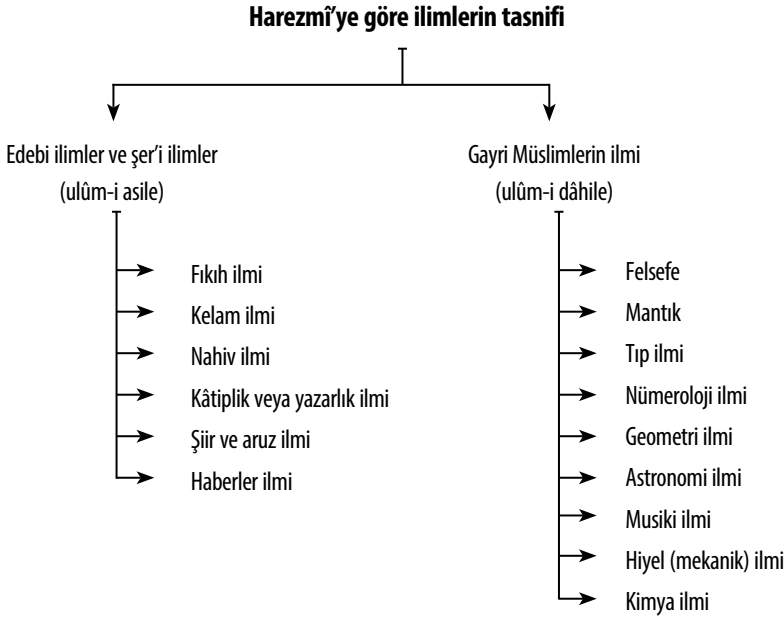 Harezmî’ye göre ilimlerin tasnifi
Edebi ilimler ve şer’i ilimler
(ulûm-i asile)
Fıkıh ilmi
Kelam ilmi
Nahiv ilmi
Kâtiplik veya yazarlık ilmi
Şiir ve aruz ilmi
Haberler ilmi
Gayri Müslimlerin ilmi
(ulûm-i dâhile)
Felsefe
Mantık
Tıp ilmi
Nümeroloji ilmi
Geometri ilmi
Astronomi ilmi
Musiki ilmi
Hiyel (mekanik) ilmi
Kimya ilmi